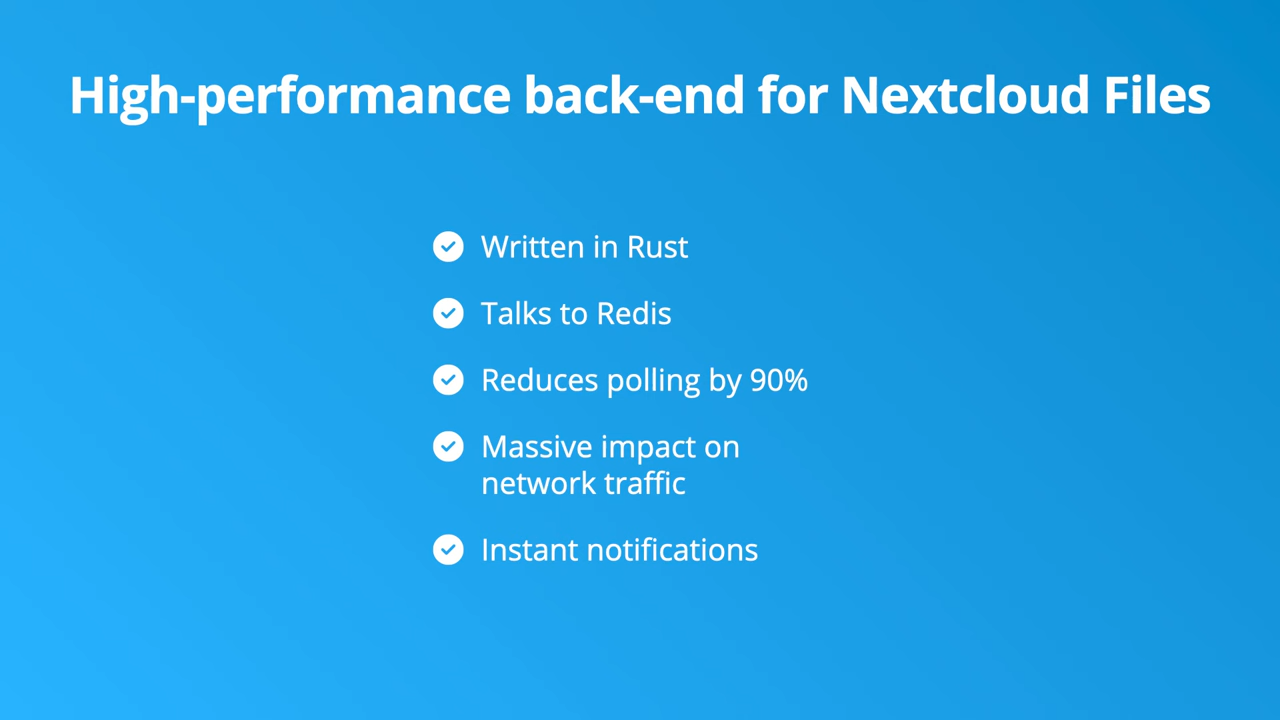 High-performance back-end for Nextcloud Files
Written in Rust
Talks to Redis
Reduces polling by 90%
Massive impact on
network traffic
Instant notifications